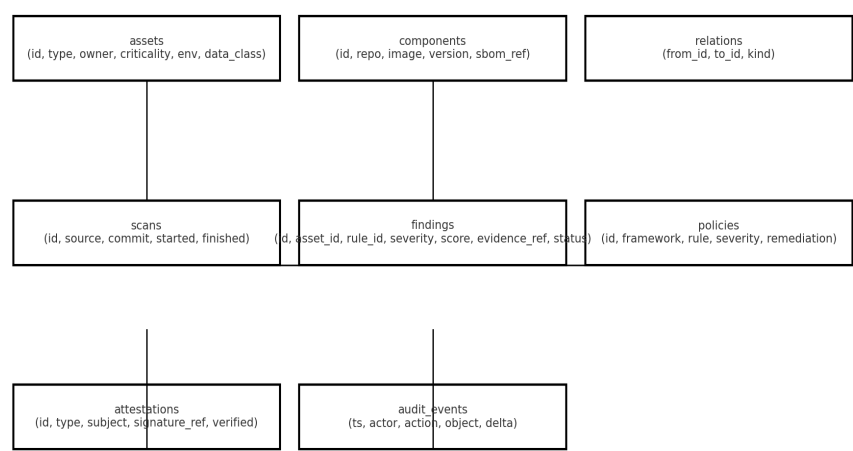 assets
(id, type, owner, criticality, env, data_class)
components
(id, repo, image, version, sbom_ref)
relations
(from_id, to_id, kind)
scans
(id, source, commit, started, finished)
findings
(id, asset_id, rule_id, severity, score, evidence_ref, status)
policies
(id, framework, rule, severity, remediation)
attestations
(id, type, subject, signature_ref, verified)
audit_events
(ts, actor, action, object, delta)